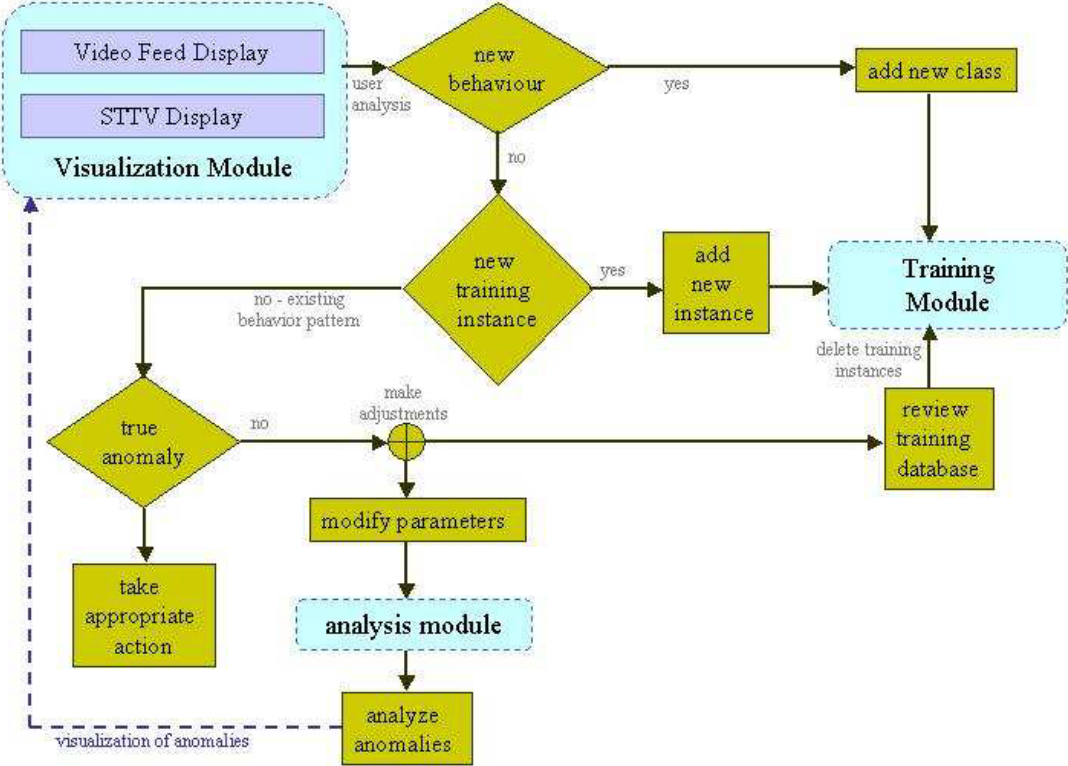 Video Feed Display
STTV Display
Visualization Module
user
analysis
new
behaviour
yes
add new class
no
new
training
instance
yes
add
new
instance
Training
Module
no - existing
behavior pattern
delete training
instances
true
anomaly
no
make
adjustments
review
training
database
modify parameters
take
appropriate
action
analysis module
analyze
anomalies
visualization of anomalies